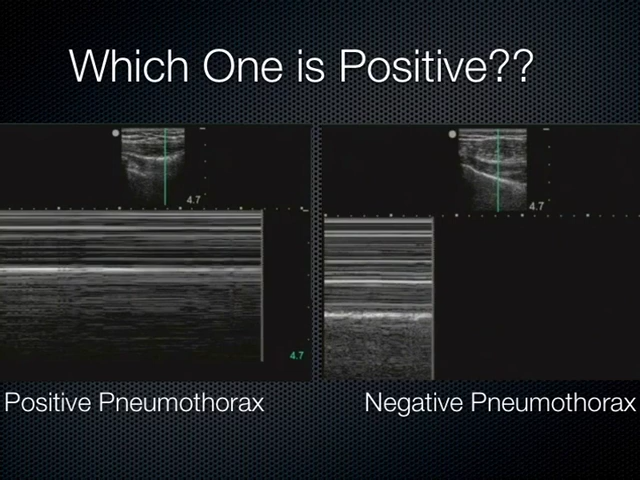 Which One is Positive??
4.7
4.7
4.7
Positive Pneumothorax
Negative Pneumothorax